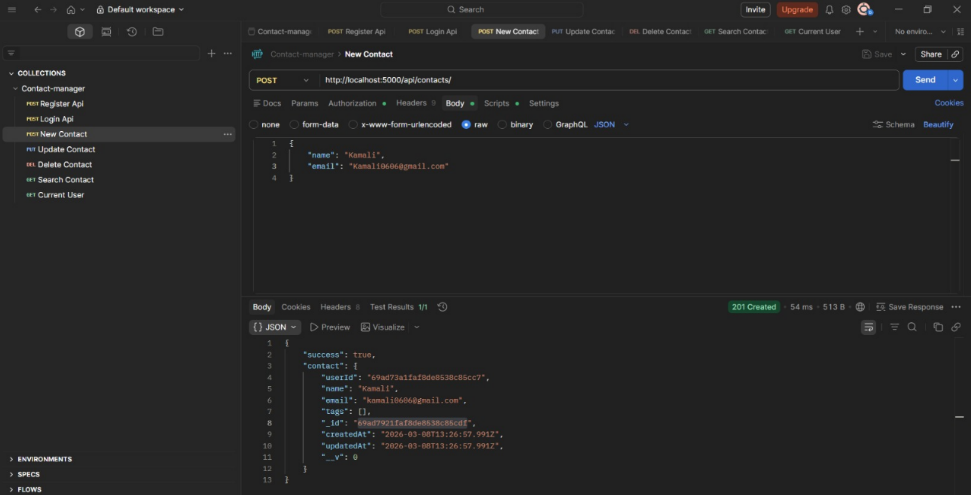 Default workspace
Search
Invite
Upgrade
Contact-manag
POST Register Api
POST Login Api
POST New Contact
PUT Update Contac
DEL Delete Contac
GET Search Contac
GET Current User
No enviro...
COLLECTIONS
Contact-manager
POST Register Api
POST Login Api
POST New Contact
PUT Update Contact
DEL Delete Contact
GET Search Contact
GET Current User
ENVIRONMENTS
SPECS
FLOWS
HTTP Contact-manager > New Contact
Save
Share
POST
http://localhost:5000/api/contacts/
Send
Docs Params Authorization Headers Body Scripts Settings
Cookies
none form-data x-www-form-urlencoded raw binary GraphQL JSON
Schema Beautify
1 {
2 "name": "Kamali",
3 "email": "Kamali0606@gmail.com"
4 }
Body Cookies Headers Test Results 1/1
201 Created 54 ms 513 B Save Response
{} JSON Preview Visualize
1 {
2 "success": true,
3 "contact": {
4 "userId":
5 "name": "Kamali",
6 "email": "kamali0606@gmail.com",
7 "tags": [],
8 "_id":
9 "createdAt": "2026-03-08T13:26:57.991Z",
10 "updatedAt": "2026-03-08T13:26:57.991Z",
11 "__v": 0
12 }
13 }